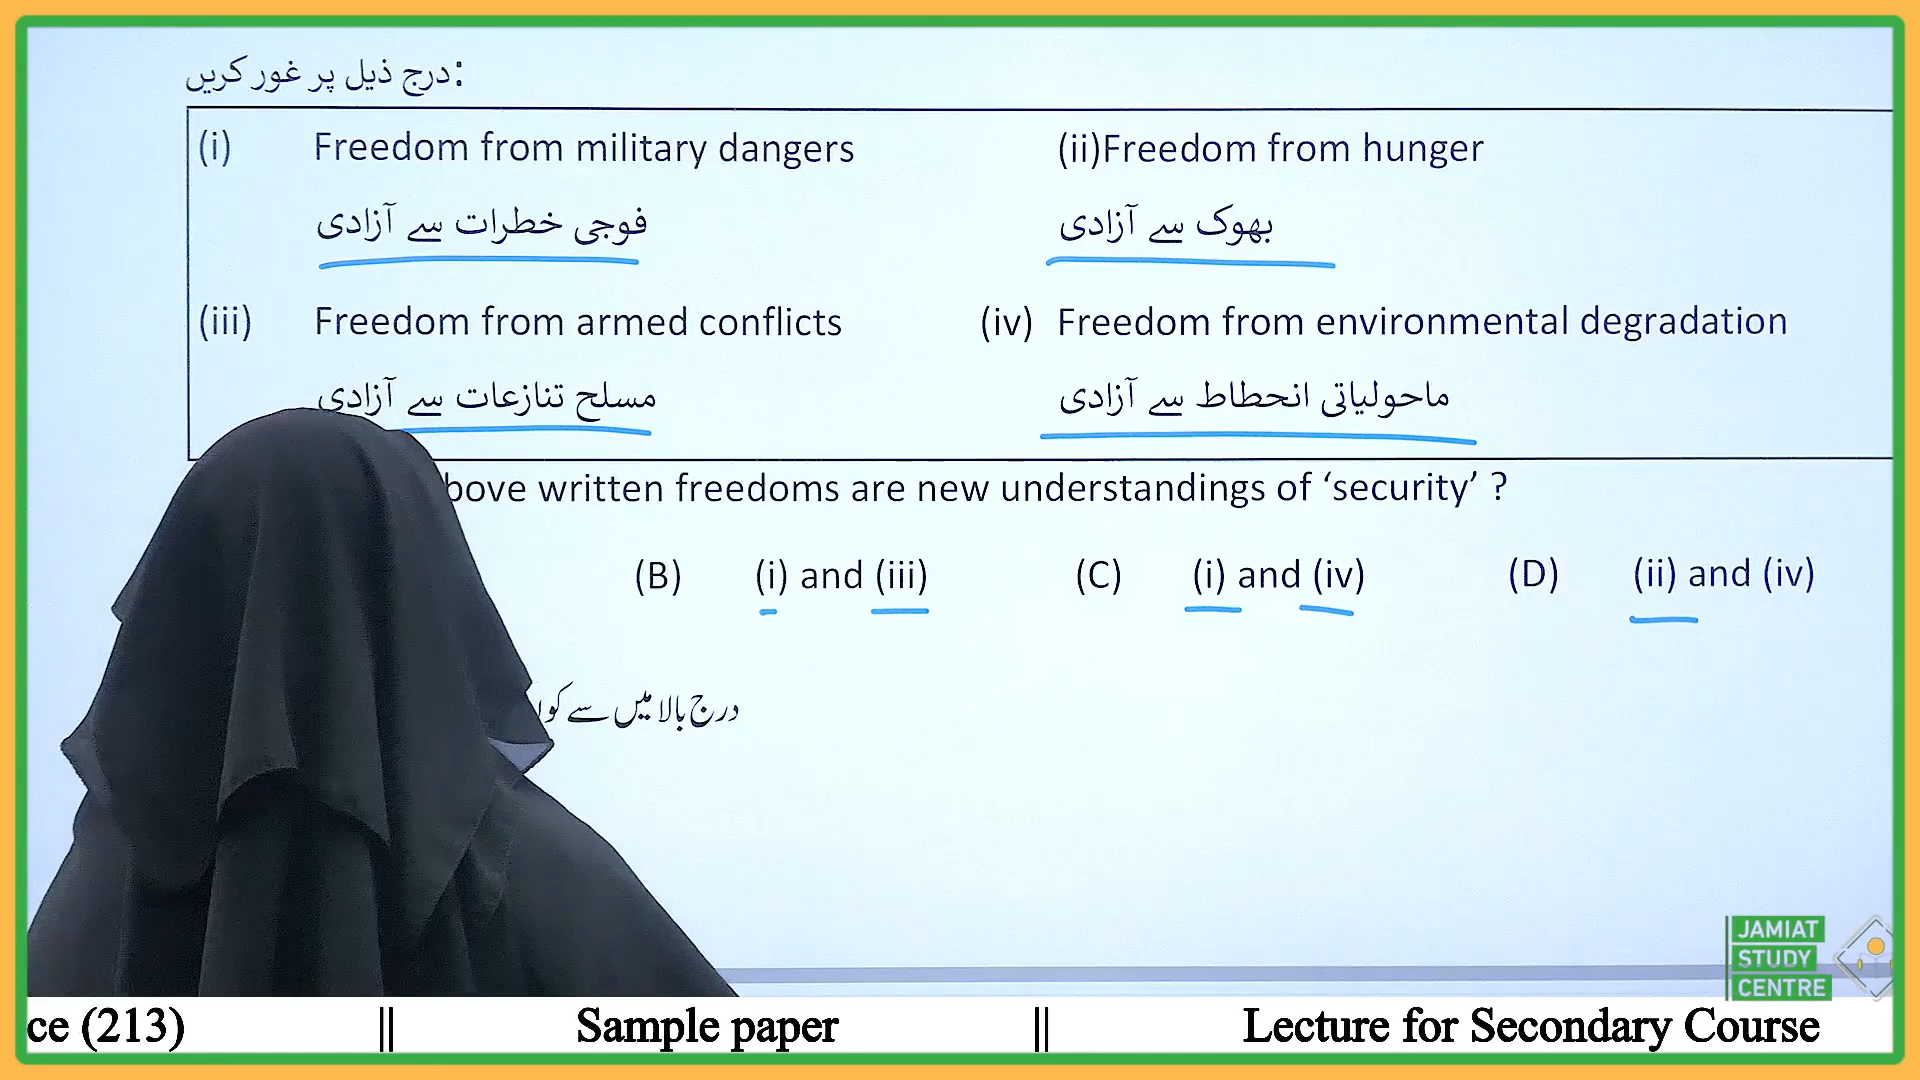 درج ذیل پر غور کریں:
(i) Freedom from military dangers (ii)Freedom from hunger
فوجی خطرات سے آزادی بھوک سے آزادی
(iii) Freedom from armed conflicts (iv) Freedom from environmental degradation
مسلح تنازعات سے آزادی ماحولیاتی انحطاط سے آزادی
written freedoms are new understandings of ‘security’ ?
(B) (i) and (iii) (C) (i) and (iv) (D) (ii) and (iv)
درج بالا میں سے
JAMIAT
STUDY
CENTRE
(213) || Sample paper || Lecture for Secondary Course